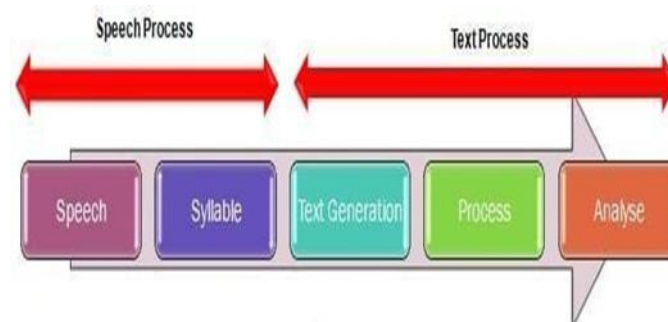 Speech Process
Text Process
Speech
Syllable
Text Generation
Process
Analyse